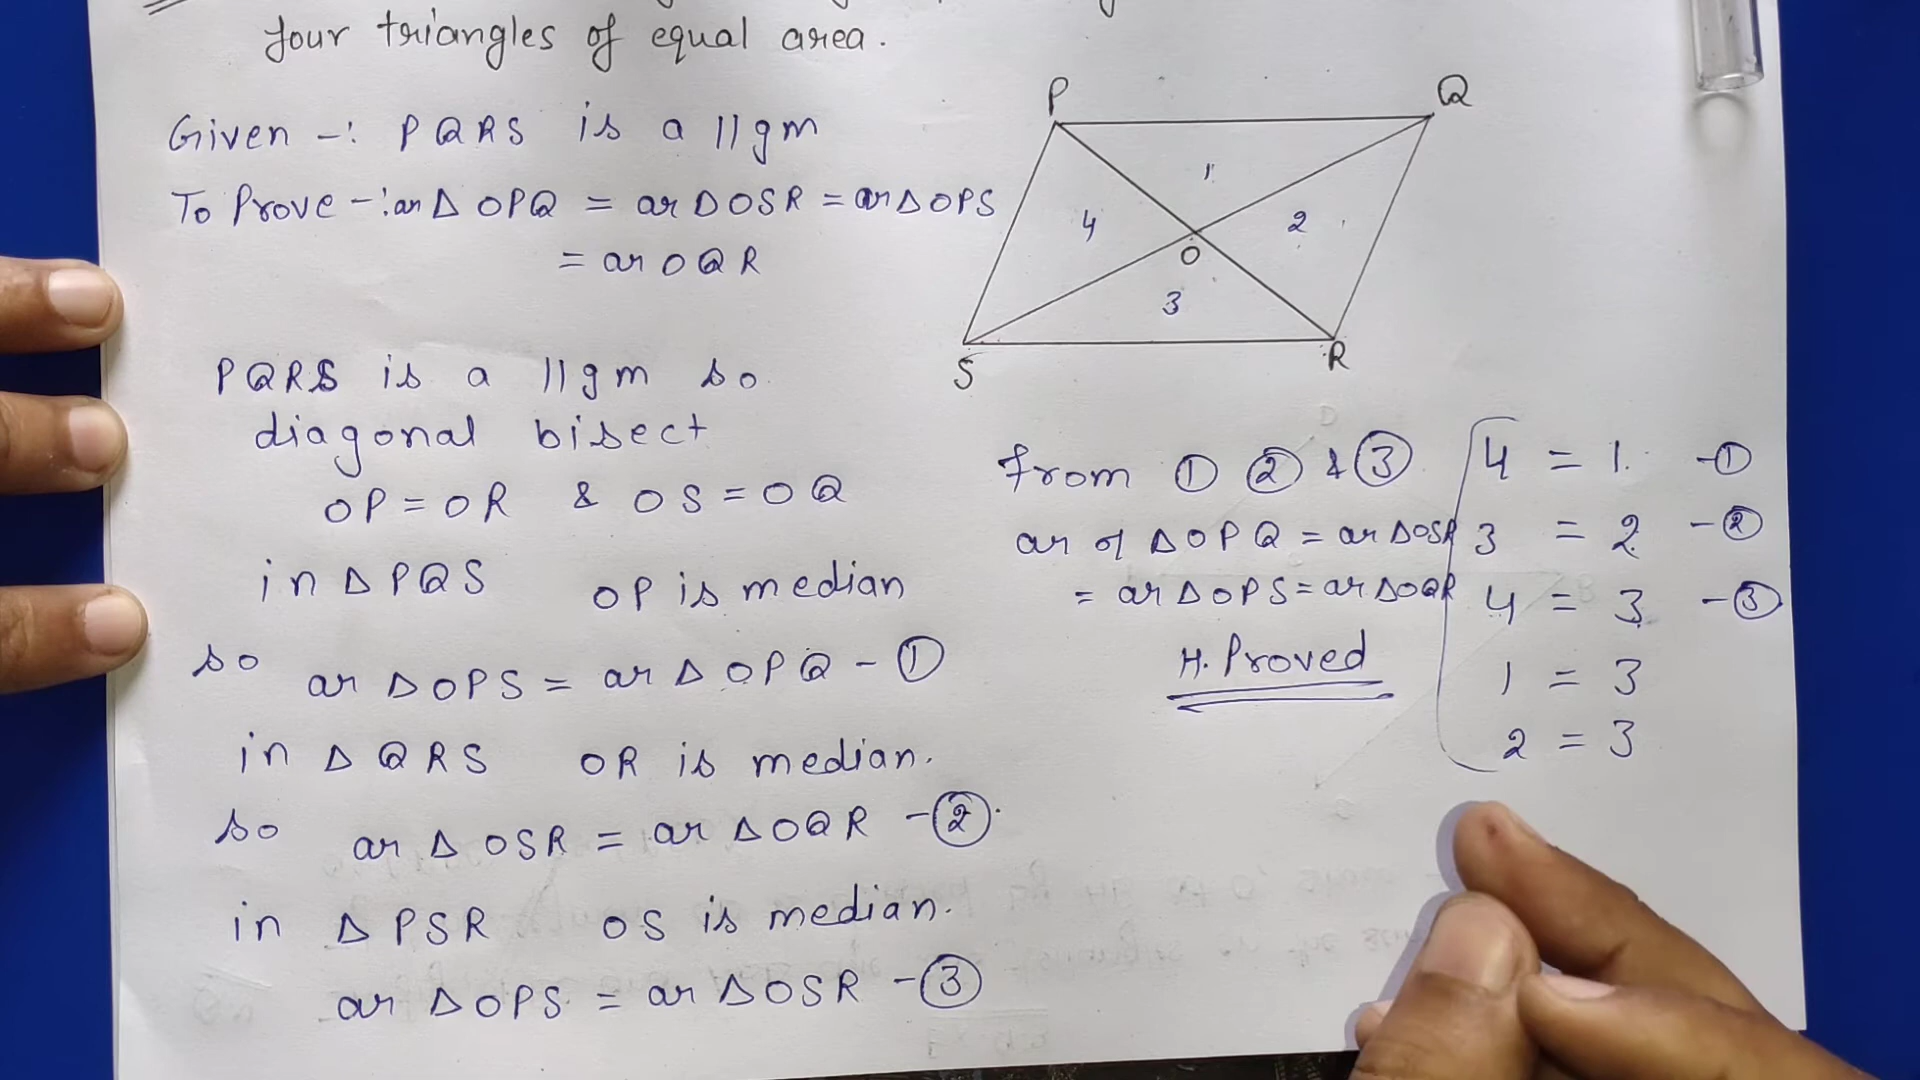 four triangles of equal area.
Given -: PQRS is a ||gm
To Prove -: ar Δ OPQ = ar Δ OSR = ar Δ OPS
= ar OQR
PQRS is a ||gm so
diagonal bisect
OP = OR & OS = OQ
in Δ PQS OP is median
so ar Δ OPS = ar Δ OPQ - ①
in Δ QRS OR is median.
so ar Δ OSR = ar Δ OQR - ②
in Δ PSR OS is median.
ar Δ OPS = ar Δ OSR - ③
P
Q
1
4
2
O
3
S
R
from ① ② & ③
ar of Δ OPQ = ar Δ OSR
= ar Δ OPS = ar Δ OQR
H. Proved
4 = 1. - ①
3 = 2 - ②
4 = 3 - ③
1 = 3
2 = 3